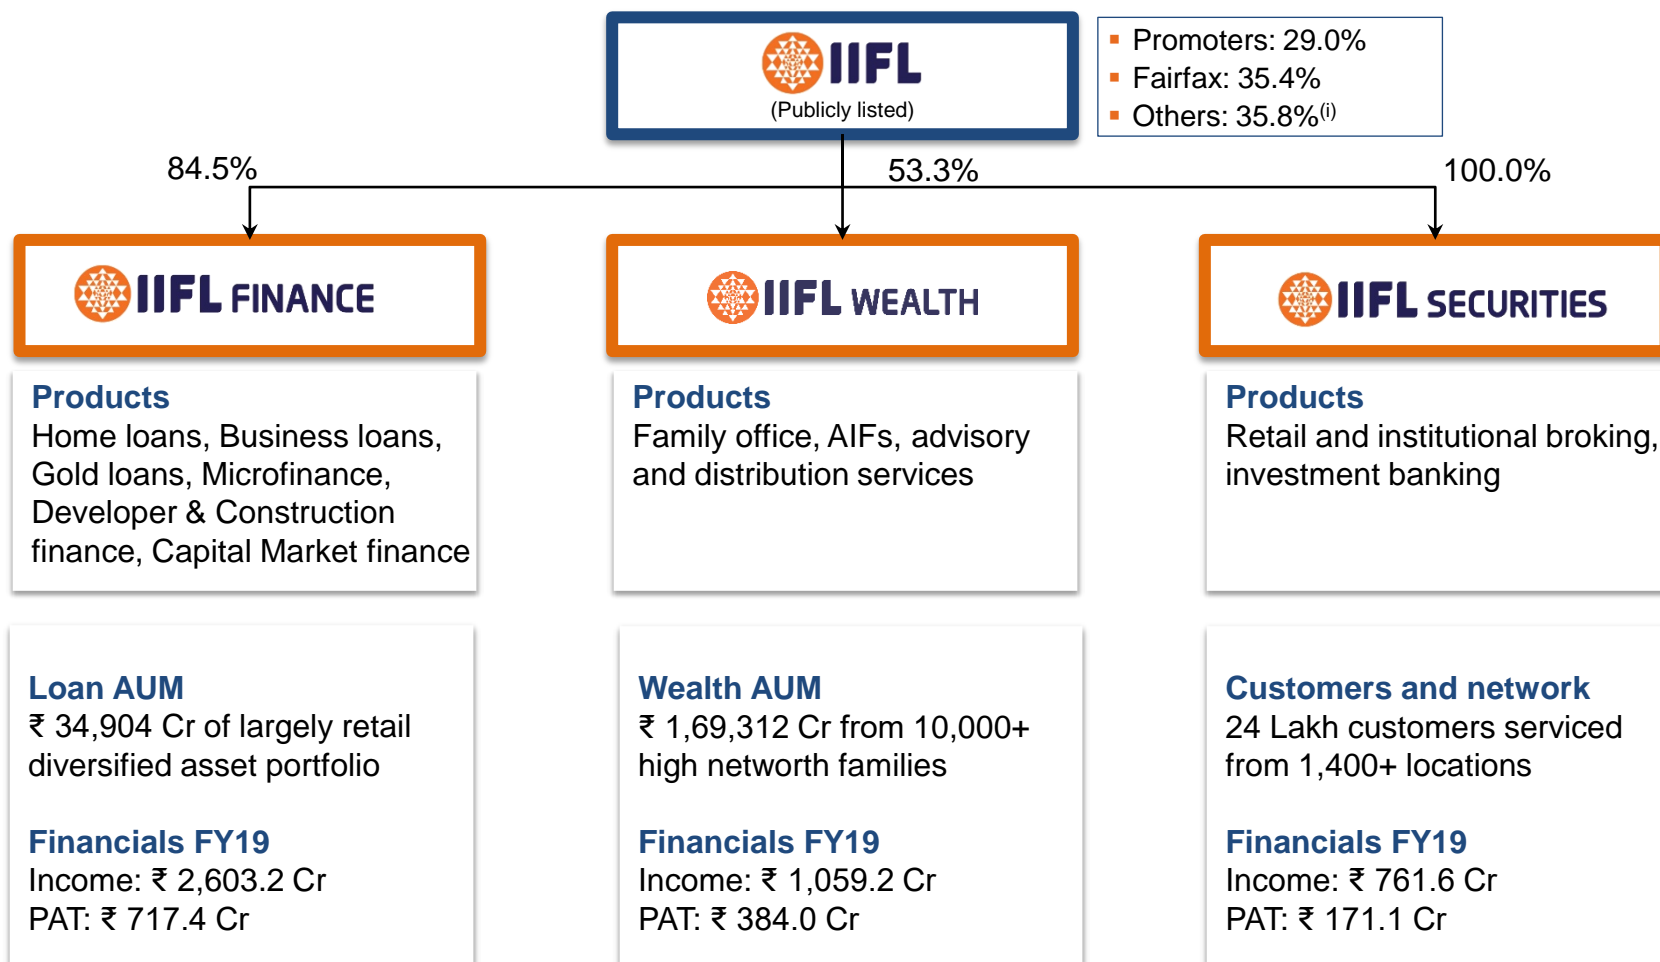 IIFL
(Publicly listed)
▪ Promoters: 29.0%
▪ Fairfax: 35.4%
▪ Others: 35.8%(i)
84.5%
53.3%
100.0%
IIFL FINANCE
IIFL WEALTH
IIFL SECURITIES
Products
Home loans, Business loans,
Gold loans, Microfinance,
Developer & Construction
finance, Capital Market finance
Products
Family office, AIFs, advisory
and distribution services
Products
Retail and institutional broking,
investment banking
Loan AUM
₹ 34,904 Cr of largely retail
diversified asset portfolio
Financials FY19
Income: ₹ 2,603.2 Cr
PAT: ₹ 717.4 Cr
Wealth AUM
₹ 1,69,312 Cr from 10,000+
high networth families
Financials FY19
Income: ₹ 1,059.2 Cr
PAT: ₹ 384.0 Cr
Customers and network
24 Lakh customers serviced
from 1,400+ locations
Financials FY19
Income: ₹ 761.6 Cr
PAT: ₹ 171.1 Cr